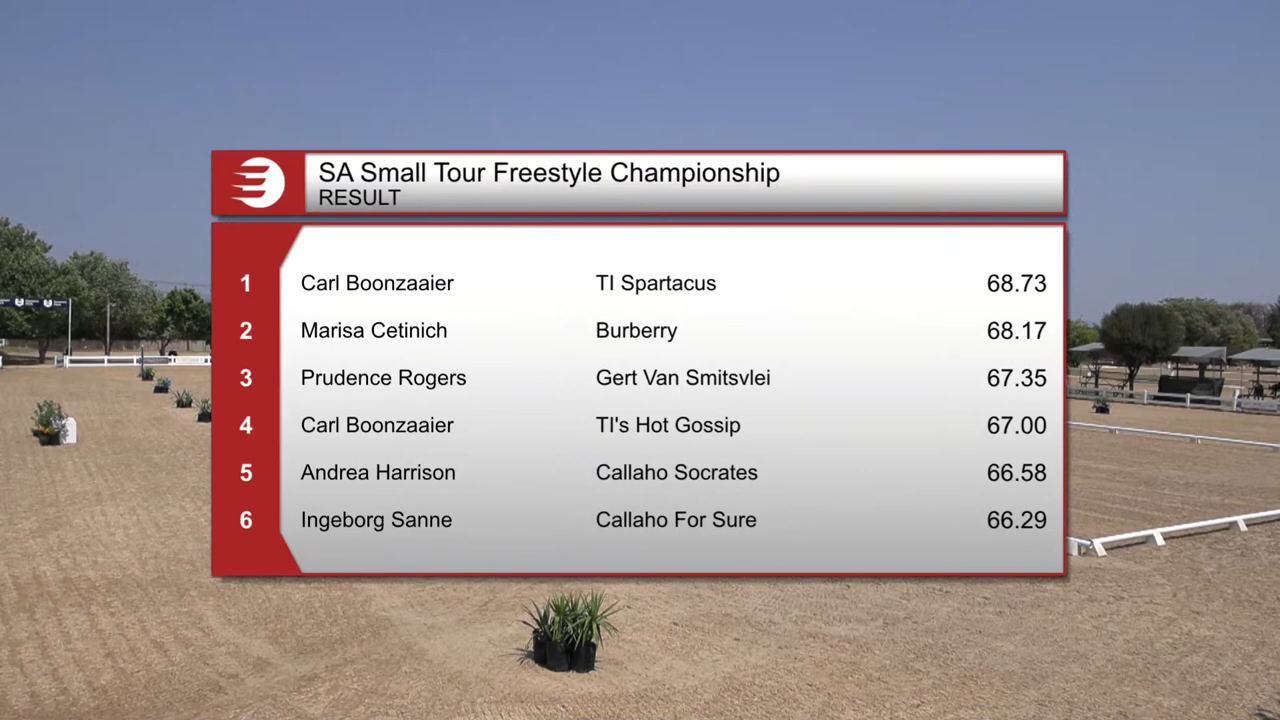 SA Small Tour Freestyle Championship
RESULT
1 Carl Boonzaaier TI Spartacus 68.73
2 Marisa Cetinich Burberry 68.17
3 Prudence Rogers Gert Van Smitsvlei 67.35
4 Carl Boonzaaier TI's Hot Gossip 67.00
5 Andrea Harrison Callaho Socrates 66.58
6 Ingeborg Sanne Callaho For Sure 66.29